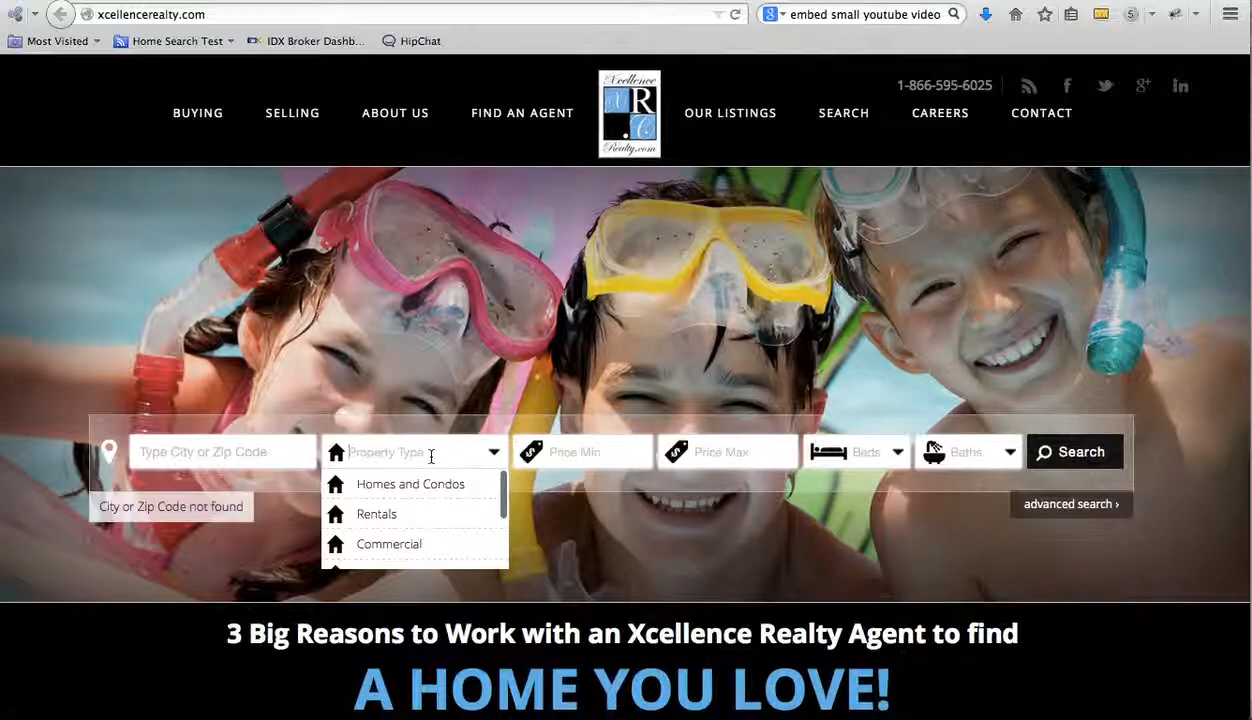 xcellencerealty.com
embed small youtube video
5
Most Visited
Home Search Test
IDX Broker Dashb...
HipChat
1-866-595-6025
BUYING
SELLING
ABOUT US
FIND AN AGENT
Xcellence
XR
.C
Realty.com
OUR LISTINGS
SEARCH
CAREERS
CONTACT
Type City or Zip Code
Property Type
Price Min
Price Max
Beds
Baths
Search
City or Zip Code not found
Homes and Condos
Rentals
Commercial
advanced search ›
3 Big Reasons to Work with an Xcellence Realty Agent to find
A HOME YOU LOVE!